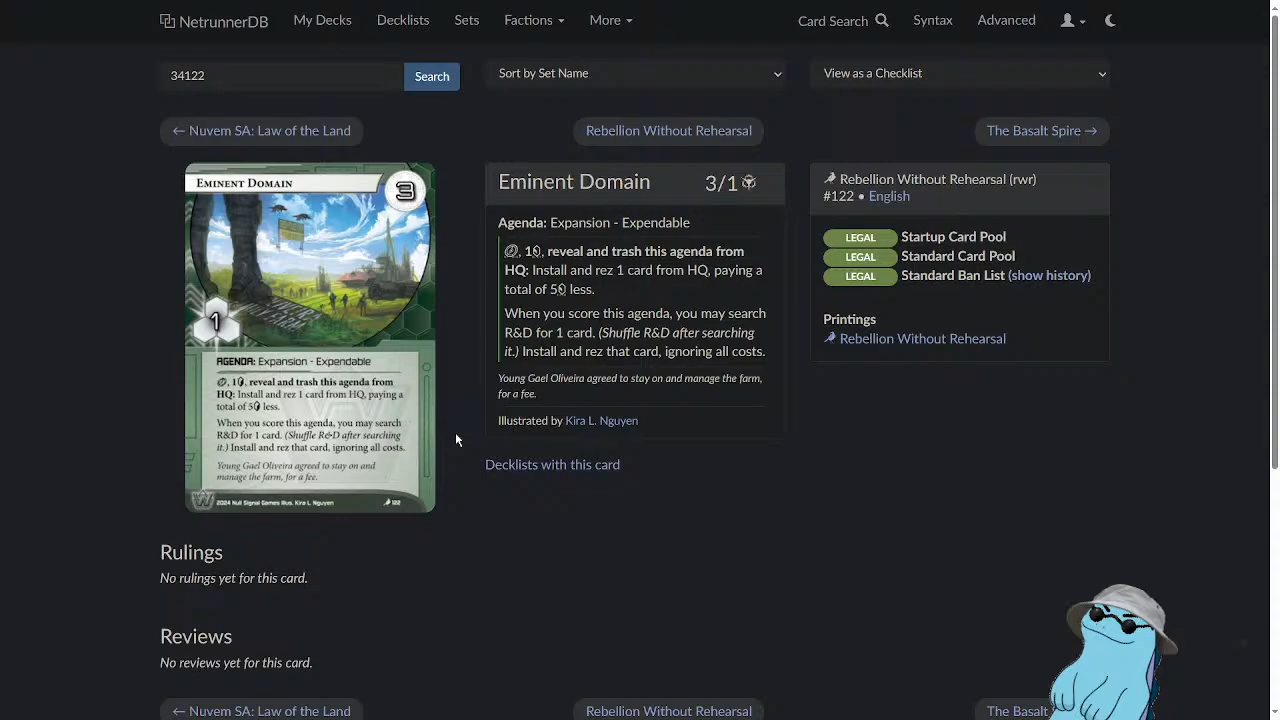 NetrunnerDB My Decks Decklists Sets Factions More Card Search Syntax Advanced
34122 Search Sort by Set Name View as a Checklist
← Nuvem SA: Law of the Land Rebellion Without Rehearsal The Basalt Spire →
EMINENT DOMAIN 3
1
AGENDA: Expansion - Expendable
, 1, reveal and trash this agenda from
HQ: Install and rez 1 card from HQ, paying a
total of 5 less.
When you score this agenda, you may search
R&D for 1 card. (Shuffle R&D after searching
it.) Install and rez that card, ignoring all costs.
Young Gael Oliveira agreed to stay on and
manage the farm, for a fee.
2024 Null Signal Games Illus. Kira L. Nguyen 122
Eminent Domain 3/1
Agenda: Expansion - Expendable
, 1, reveal and trash this agenda from
HQ: Install and rez 1 card from HQ, paying a
total of 5 less.
When you score this agenda, you may search
R&D for 1 card. (Shuffle R&D after searching
it.) Install and rez that card, ignoring all costs.
Young Gael Oliveira agreed to stay on and manage the farm,
for a fee.
Illustrated by Kira L. Nguyen
Decklists with this card
Rebellion Without Rehearsal (rwr)
#122 • English
LEGAL Startup Card Pool
LEGAL Standard Card Pool
LEGAL Standard Ban List (show history)
Printings
Rebellion Without Rehearsal
Rulings
No rulings yet for this card.
Reviews
No reviews yet for this card.
← Nuvem SA: Law of the Land Rebellion Without Rehearsal The Basalt